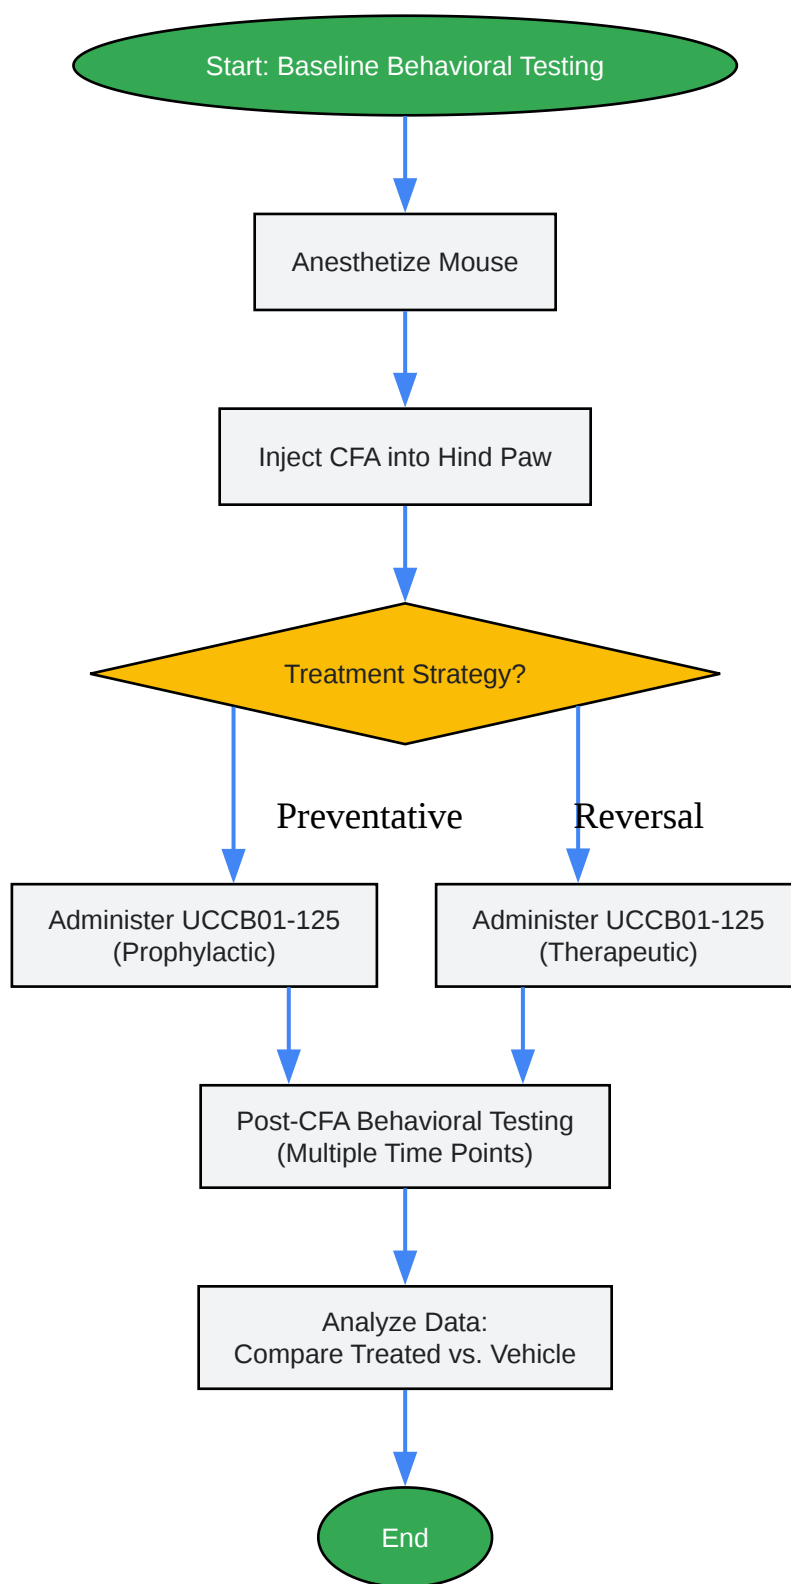 Start: Baseline Behavioral Testing
Anesthetize Mouse
Inject CFA into Hind Paw
Treatment Strategy?
Preventative
Reversal
Administer UCCB01-125
(Prophylactic)
Administer UCCB01-125
(Therapeutic)
Post-CFA Behavioral Testing
(Multiple Time Points)
Analyze Data:
Compare Treated vs. Vehicle
End